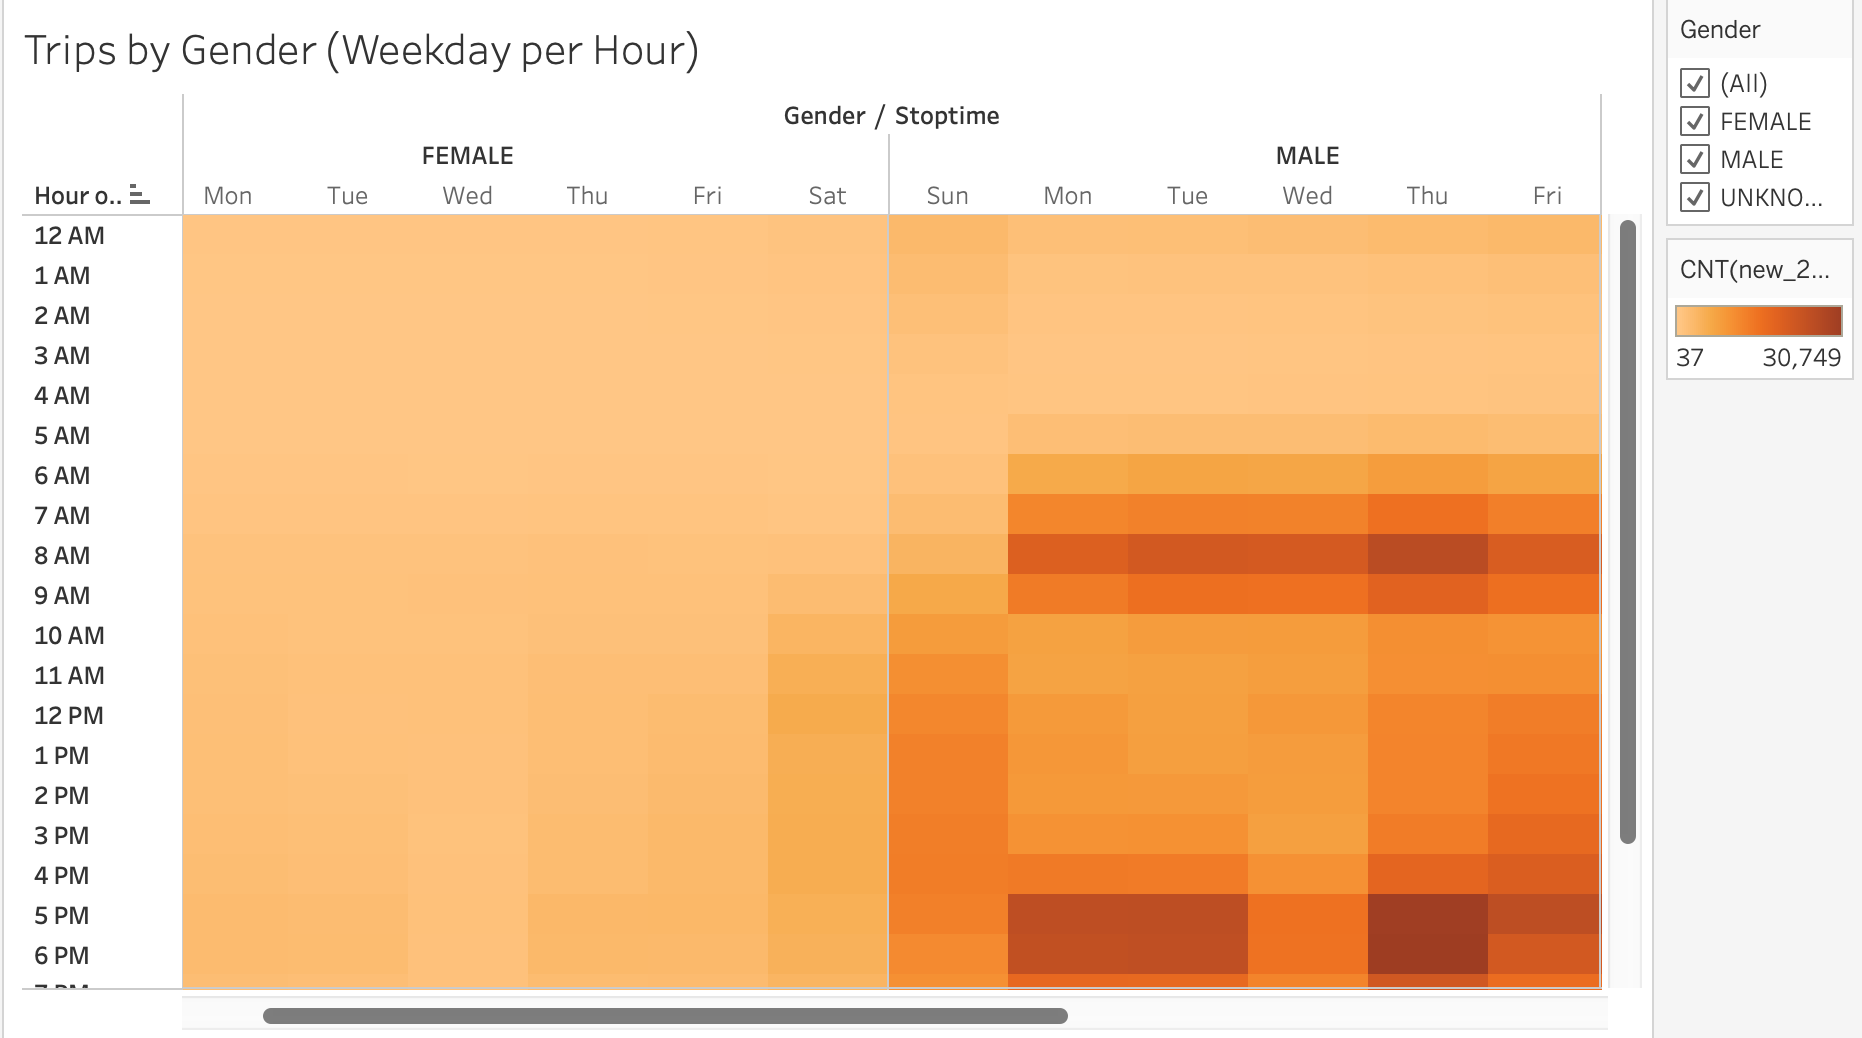 Trips by Gender (Weekday per Hour)
Gender / Stoptime
FEMALE MALE
Hour o.. Mon Tue Wed Thu Fri Sat Sun Mon Tue Wed Thu Fri
12 AM
1 AM
2 AM
3 AM
4 AM
5 AM
6 AM
7 AM
8 AM
9 AM
10 AM
11 AM
12 PM
1 PM
2 PM
3 PM
4 PM
5 PM
6 PM
7 PM
Gender
(All)
FEMALE
MALE
UNKNO...
CNT(new_2...
37 30,749